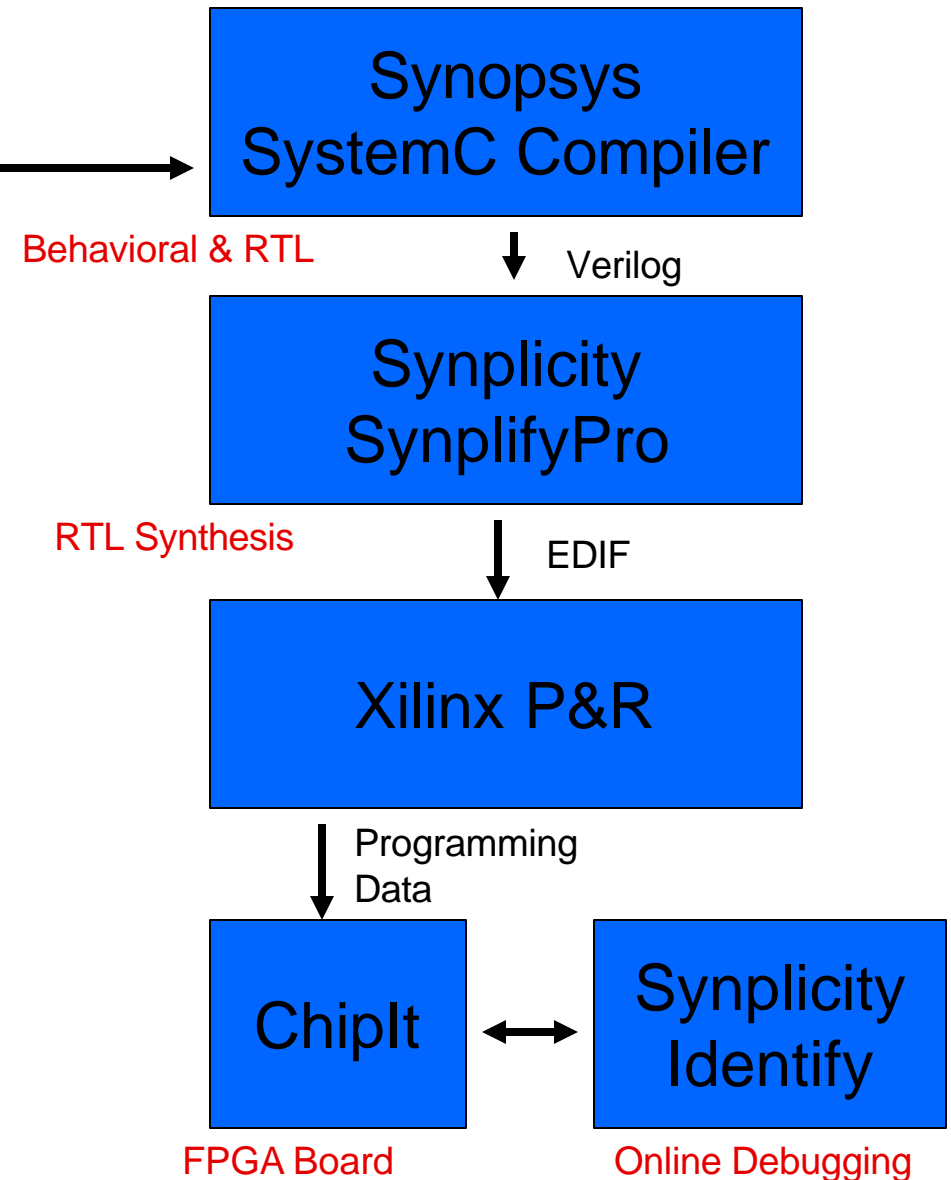 Synopsys
SystemC Compiler
Behavioral & RTL
Verilog
Synplicity
SynplifyPro
RTL Synthesis
EDIF
Xilinx P&R
Programming
Data
ChipIt
Synplicity
Identify
FPGA Board
Online Debugging